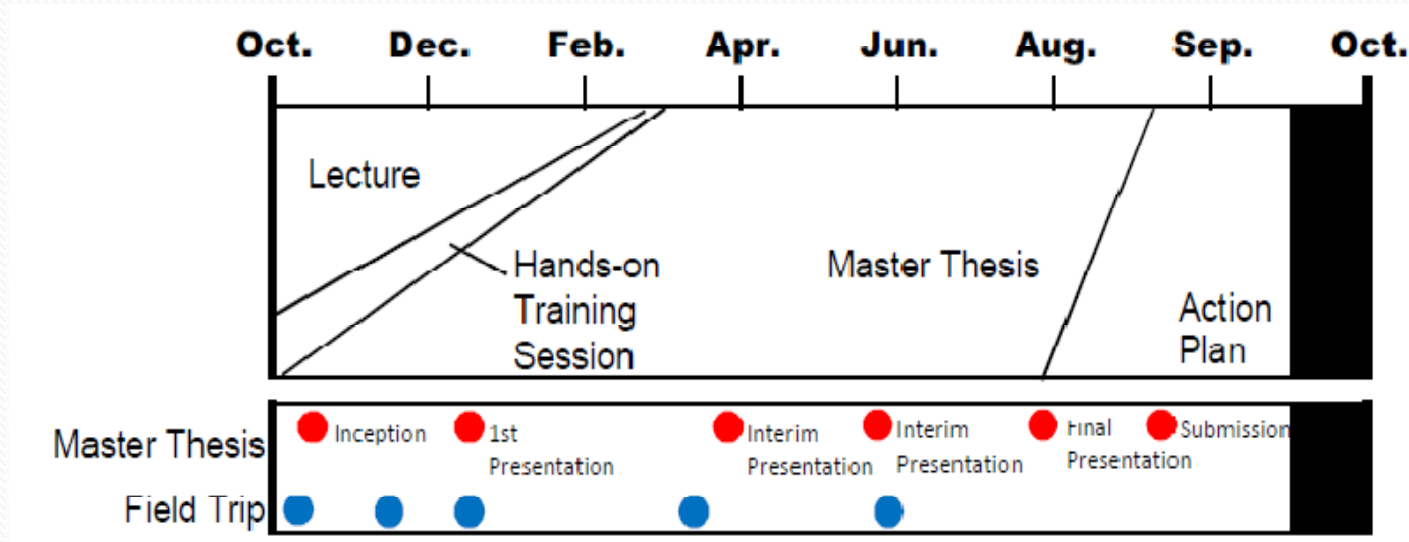 Oct. Dec. Feb. Apr. Jun. Aug. Sep. Oct.
Lecture
Hands-on
Training
Session
Master Thesis
Action
Plan
Master Thesis
Inception
1st
Presentation
Interim
Presentation
Interim
Presentation
Final
Presentation
Submission
Field Trip